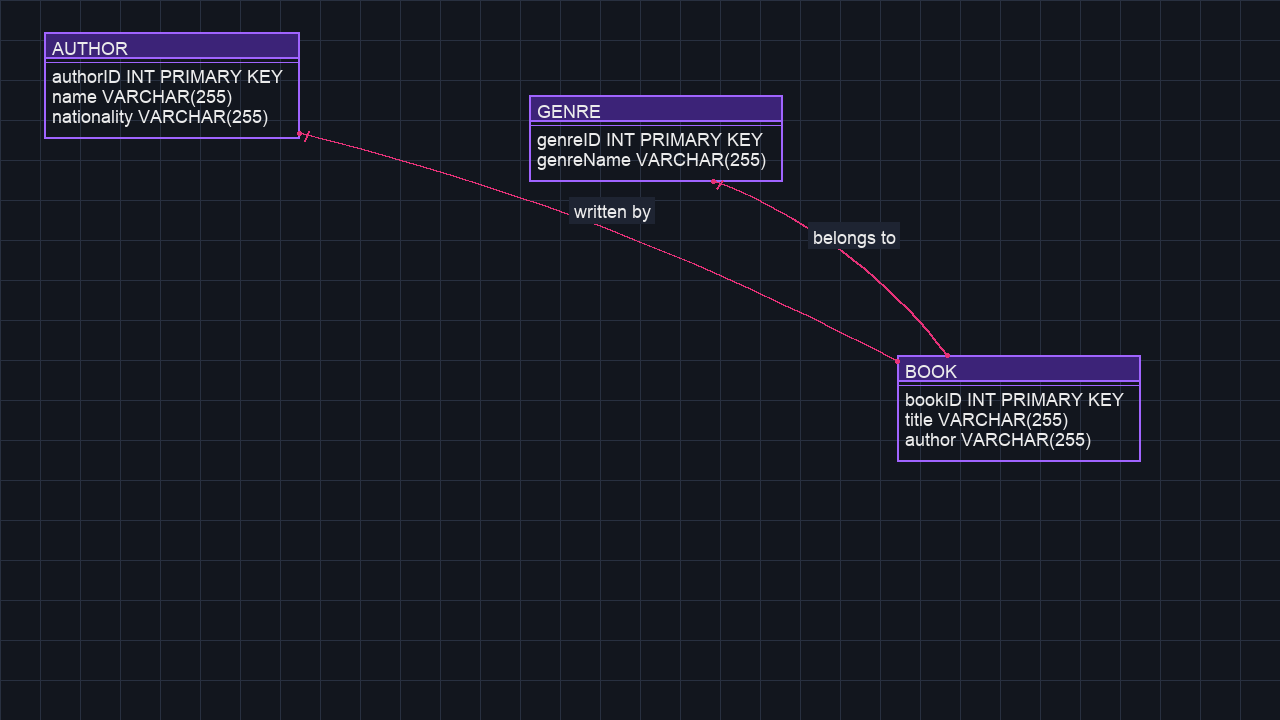 AUTHOR
authorID INT PRIMARY KEY
name VARCHAR(255)
nationality VARCHAR(255)
GENRE
genreID INT PRIMARY KEY
genreName VARCHAR(255)
written by
belongs to
BOOK
bookID INT PRIMARY KEY
title VARCHAR(255)
author VARCHAR(255)